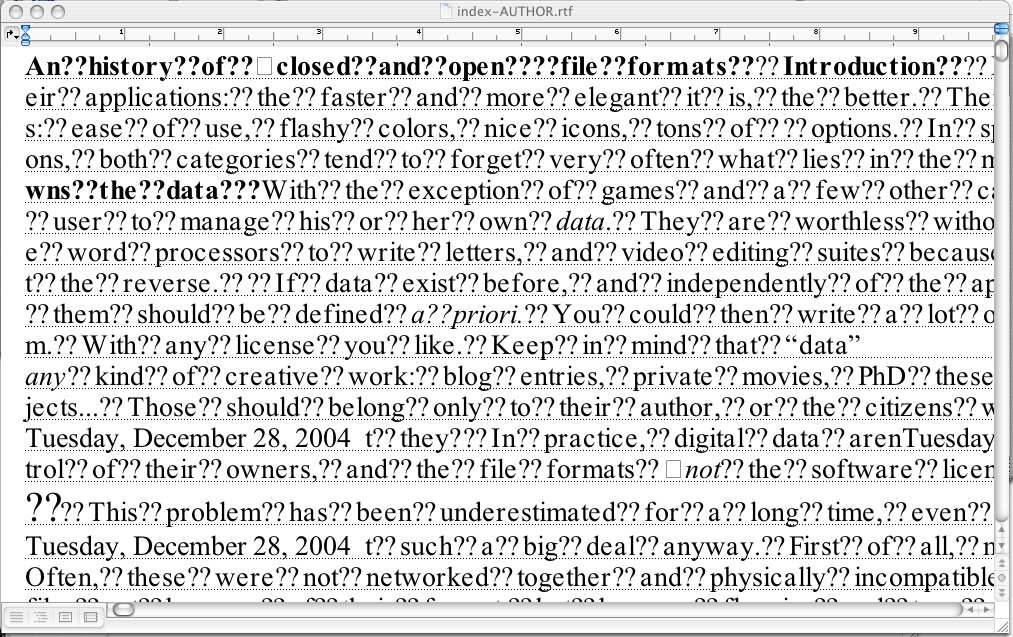 index-AUTHOR.rtf
1 2 3 4 5 6 7 8 9
An??history??of??□closed??and??open????file??formats???? Introduction????
eir?? applications:?? the?? faster?? and?? more?? elegant?? it?? is,?? the?? better.?? The
s:?? ease?? of?? use,?? flashy?? colors,?? nice?? icons,?? tons?? of?? ?? options.?? In?? sp
ons,?? both?? categories?? tend?? to?? forget?? very?? often?? what?? lies?? in?? the?? m
wns??the??data???With?? the?? exception?? of?? games?? and?? a?? few?? other?? ca
?? user?? to?? manage?? his?? or?? her?? own?? data.?? They?? are?? worthless?? witho
e?? word?? processors?? to?? write?? letters,?? and?? video?? editing?? suites?? because
t?? the?? reverse.?? ?? If?? data?? exist?? before,?? and?? independently?? of?? the?? ap
?? them?? should?? be?? defined?? a??priori.?? You?? could?? then?? write?? a?? lot?? o
m.?? With?? any?? license?? you?? like.?? Keep?? in?? mind?? that?? “data”
any?? kind?? of?? creative?? work:?? blog?? entries,?? private?? movies,?? PhD?? these
jects...?? Those?? should?? belong?? only?? to?? their?? author,?? or?? the?? citizens?? w
Tuesday, December 28, 2004 t?? they??? In?? practice,?? digital?? data?? arenTuesday
trol?? of?? their?? owners,?? and?? the?? file?? formats?? □not?? the?? software?? licen
???? This?? problem?? has?? been?? underestimated?? for?? a?? long?? time,?? even??
Tuesday, December 28, 2004 t?? such?? a?? big?? deal?? anyway.?? First?? of?? all,?? n
Often,?? these?? were?? not?? networked?? together?? and?? physically?? incompatible